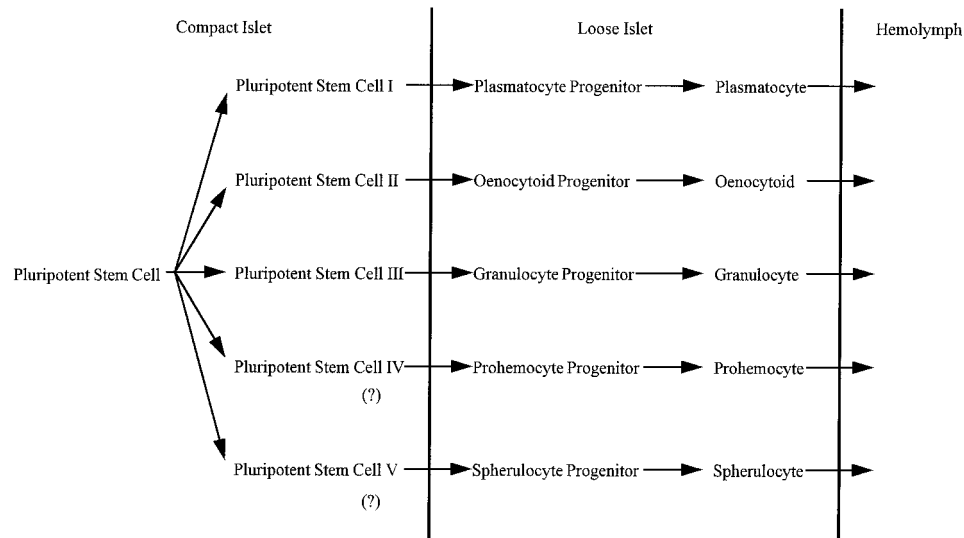 Compact Islet Loose Islet Hemolymph
Pluripotent Stem Cell I Plasmatocyte Progenitor Plasmatocyte
Pluripotent Stem Cell II Oenocytoid Progenitor Oenocytoid
Pluripotent Stem Cell Pluripotent Stem Cell III Granulocyte Progenitor Granulocyte
Pluripotent Stem Cell IV Prohemocyte Progenitor Prohemocyte
(?)
Pluripotent Stem Cell V Spherulocyte Progenitor Spherulocyte
(?)